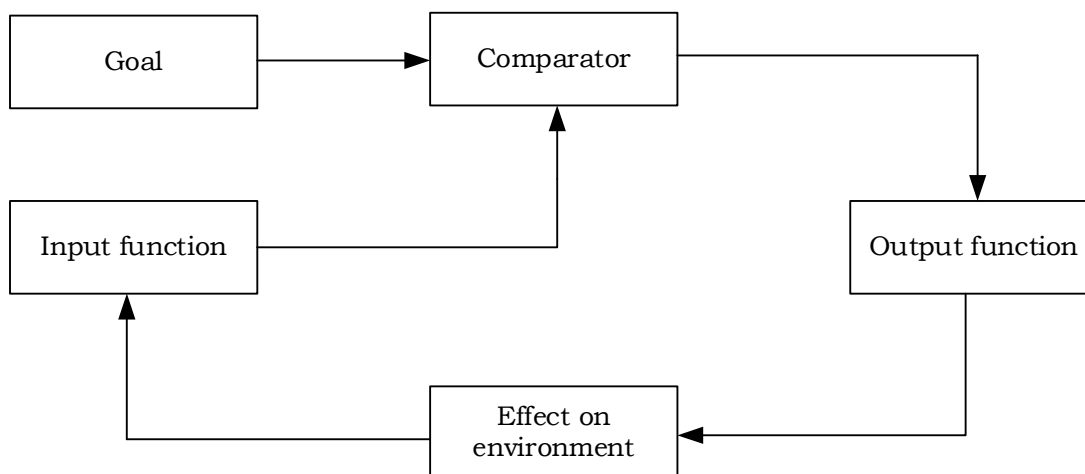 Goal
Comparator
Input function
Output function
Effect on
environment